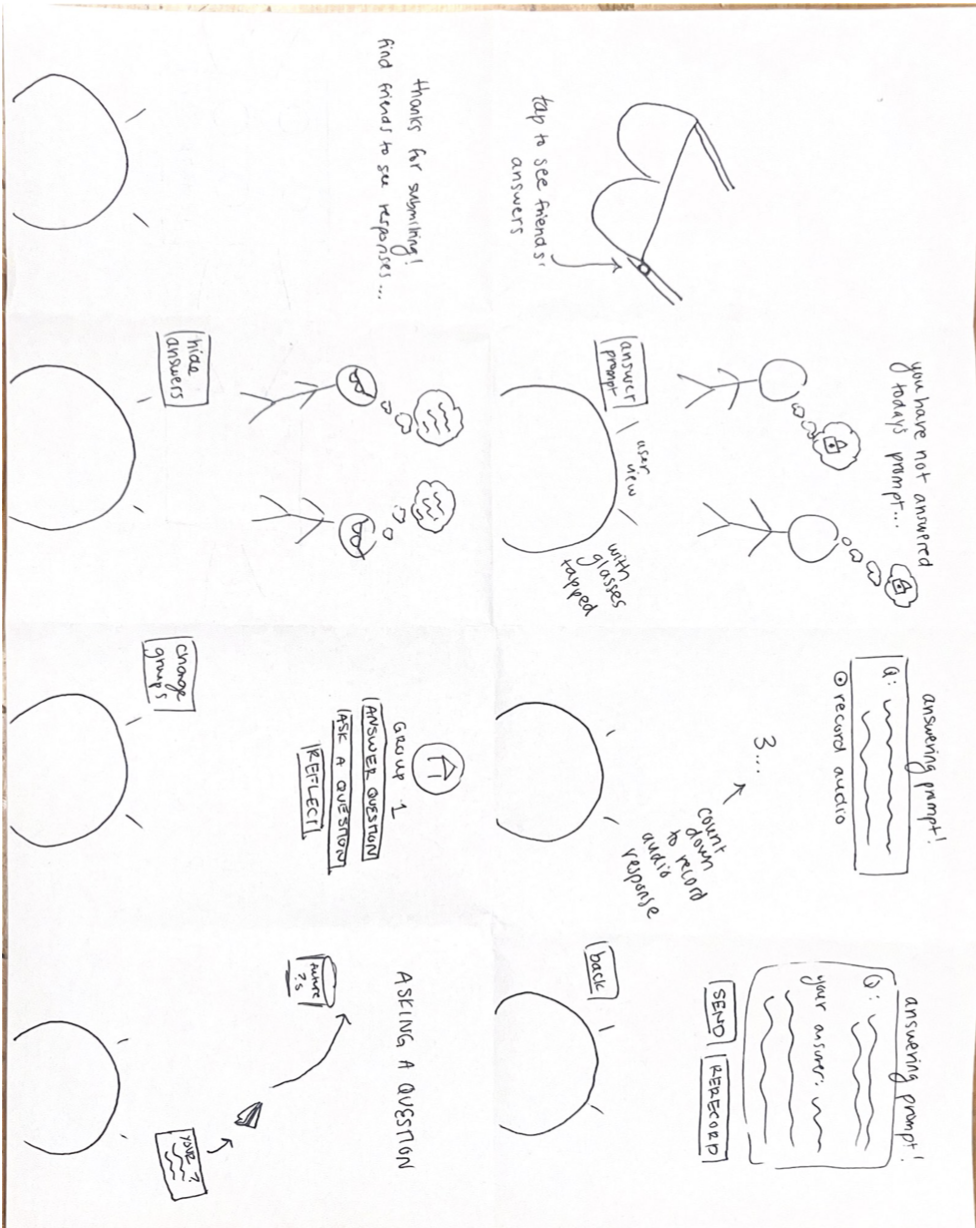 tap to see friends'
answers
you have not answered
todays prompt...
answer
prompt
user
view
with
glasses
tapped
answering prompt!
Q:
record audio
3...
count
down
to record
audio
response
answering prompt!
Q:
your answer:
SEND
RERECORD
back
thanks for submitting!
find friends to see responses...
hide
answers
GROUP 1
ANSWER QUESTION
ASK A QUESTION
REFLECT
change
groups
ASKING A QUESTION
future
?s
YOUR ?